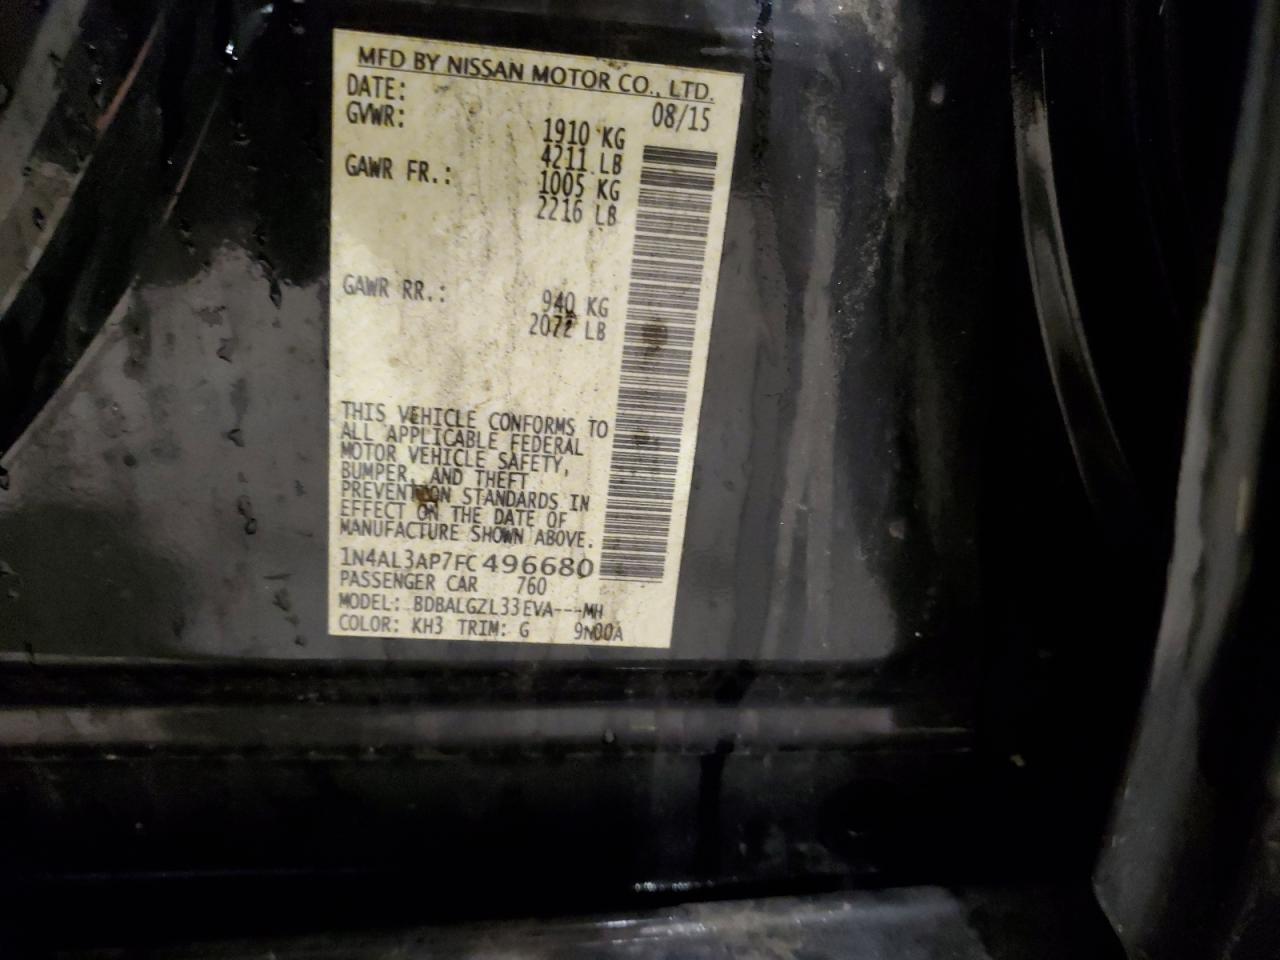 MFD BY NISSAN MOTOR CO., LTD.
DATE: 08/15
GVWR: 1910 KG
4211 LB
GAWR FR.: 1005 KG
2216 LB
GAWR RR.: 940 KG
2072 LB
THIS VEHICLE CONFORMS TO
ALL APPLICABLE FEDERAL
MOTOR VEHICLE SAFETY,
BUMPER, AND THEFT
PREVENTION STANDARDS IN
EFFECT ON THE DATE OF
MANUFACTURE SHOWN ABOVE.
1N4AL3AP7FC496680
PASSENGER CAR 760
MODEL: BDBALGZL33EVA---MH
COLOR: KH3 TRIM: G 9N00A